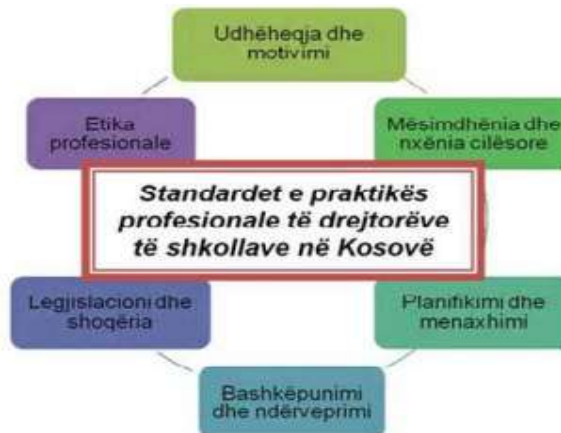 Udhëheqja dhe
motivimi
Etika
profesionale
Mësimdhënia dhe
nxënia cilësore
Standardet e praktikës
profesionale të drejtorëve
të shkollave në Kosovë
Legjislacioni dhe
shoqëria
Planifikimi dhe
menaxhimi
Bashkëpunimi
dhe ndërveprimi